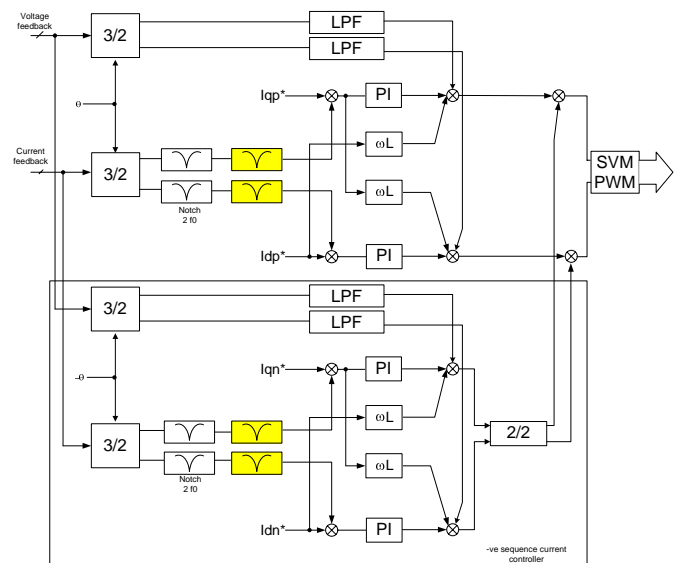 Voltage
feedback
3/2
LPF
LPF
Iqp*
PI
θ
ωL
Current
feedback
3/2
SVM
PWM
ωL
Notch
2 f0
Idp*
PI
3/2
LPF
LPF
Iqn*
PI
-θ
ωL
3/2
2/2
ωL
Notch
2 f0
Idn*
PI
-ve sequence current
controller